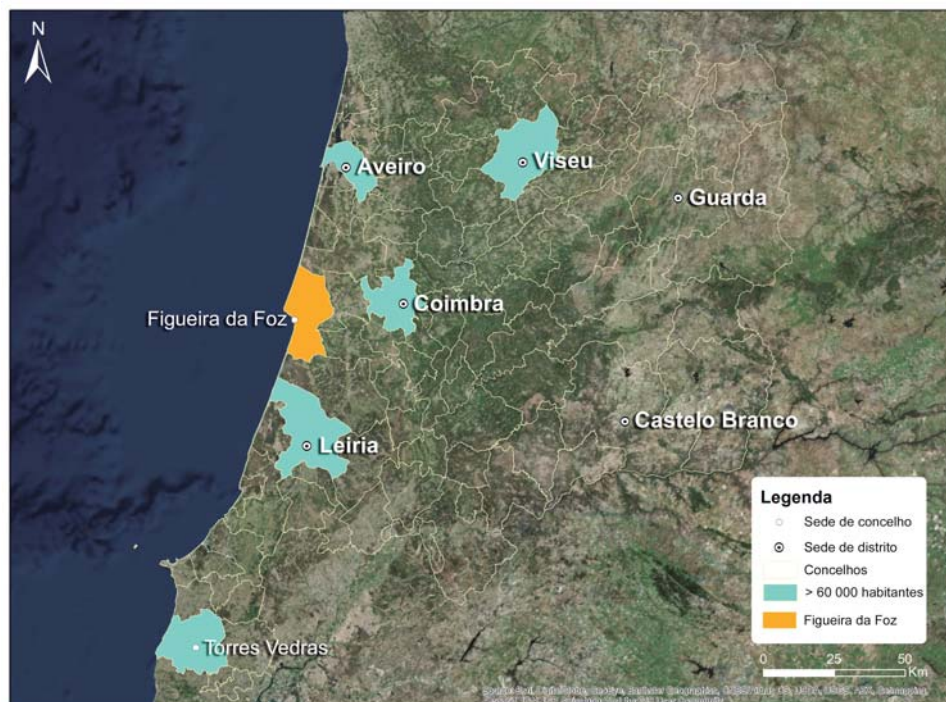 N
Aveiro
Viseu
Guarda
Figueira da Foz
Coimbra
Leiria
Castelo Branco
Torres Vedras
Legenda
Sede de concelho
Sede de distrito
Concelhos
> 60 000 habitantes
Figueira da Foz
0 25 50
Km